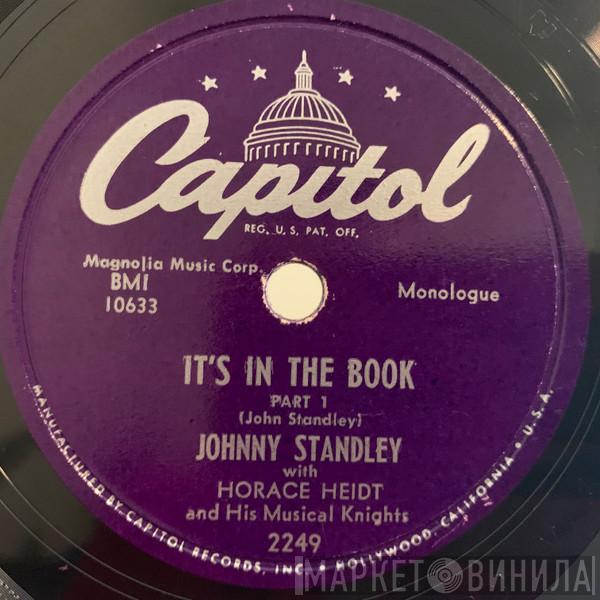 Capitol
REG. U.S. PAT. OFF.
Magnolia Music Corp.
BMI
10633
Monologue
IT'S IN THE BOOK
PART 1
(John Standley)
JOHNNY STANDLEY
with
HORACE HEIDT
and His Musical Knights
2249
MANUFACTURED BY CAPITOL RECORDS, INC. • HOLLYWOOD, CALIFORNIA • U.S.A.
МАРКЕТ ВИНИЛА